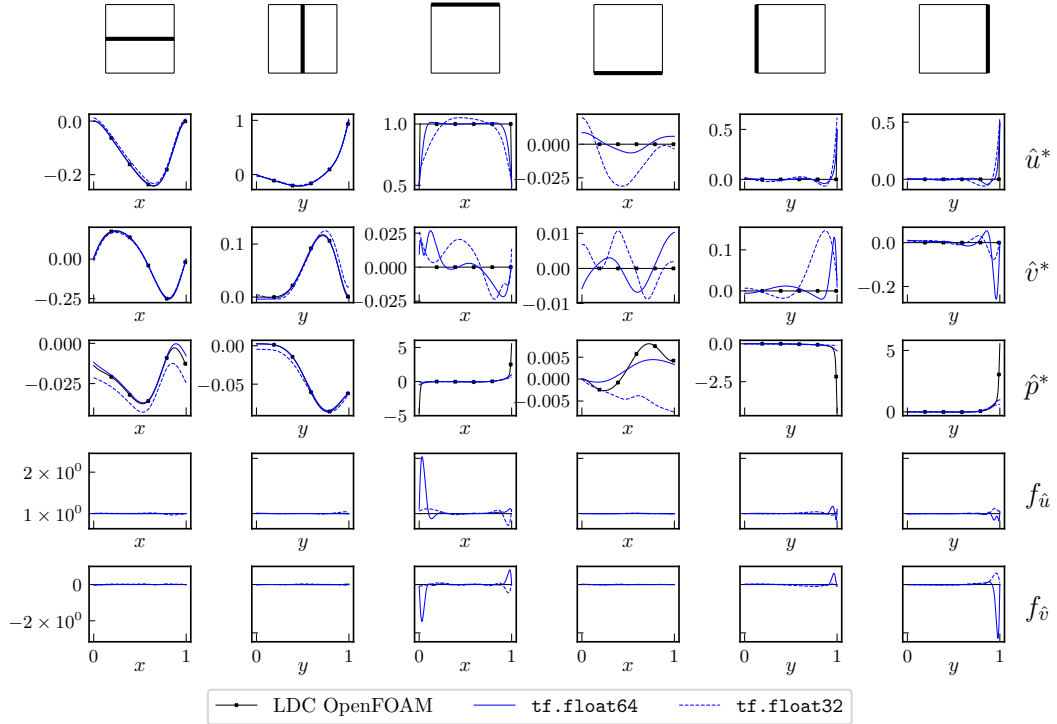 0.0
−0.2
x
1
0
y
1.0
0.5
x
0.000
−0.025
x
0.5
0.0
y
0.5
0.0
y
û*
0.00
−0.25
x
0.1
0.0
y
0.025
0.000
−0.025
x
0.01
0.00
−0.01
x
0.1
0.0
y
0.0
−0.2
y
v̂*
0.000
−0.025
x
0.00
−0.05
y
5
0
−5
x
0.005
0.000
−0.005
x
0.0
−2.5
y
5
0
y
p̂*
2 × 10⁰
1 × 10⁰
x
y
x
x
y
y
f_û
0
−2 × 10⁰
0 1
x
0 1
y
0 1
x
0 1
x
0 1
y
0 1
y
f_v̂
LDC OpenFOAM tf.float64 tf.float32